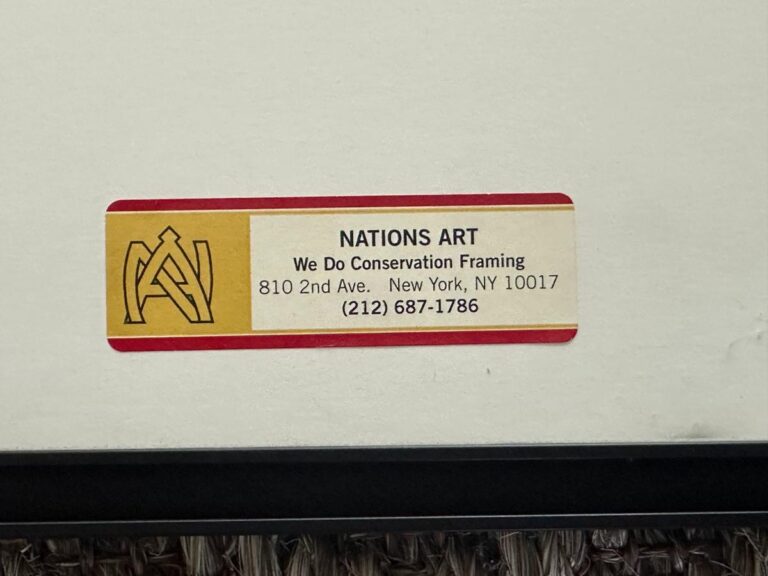 NATIONS ART
We Do Conservation Framing
810 2nd Ave. New York, NY 10017
(212) 687-1786